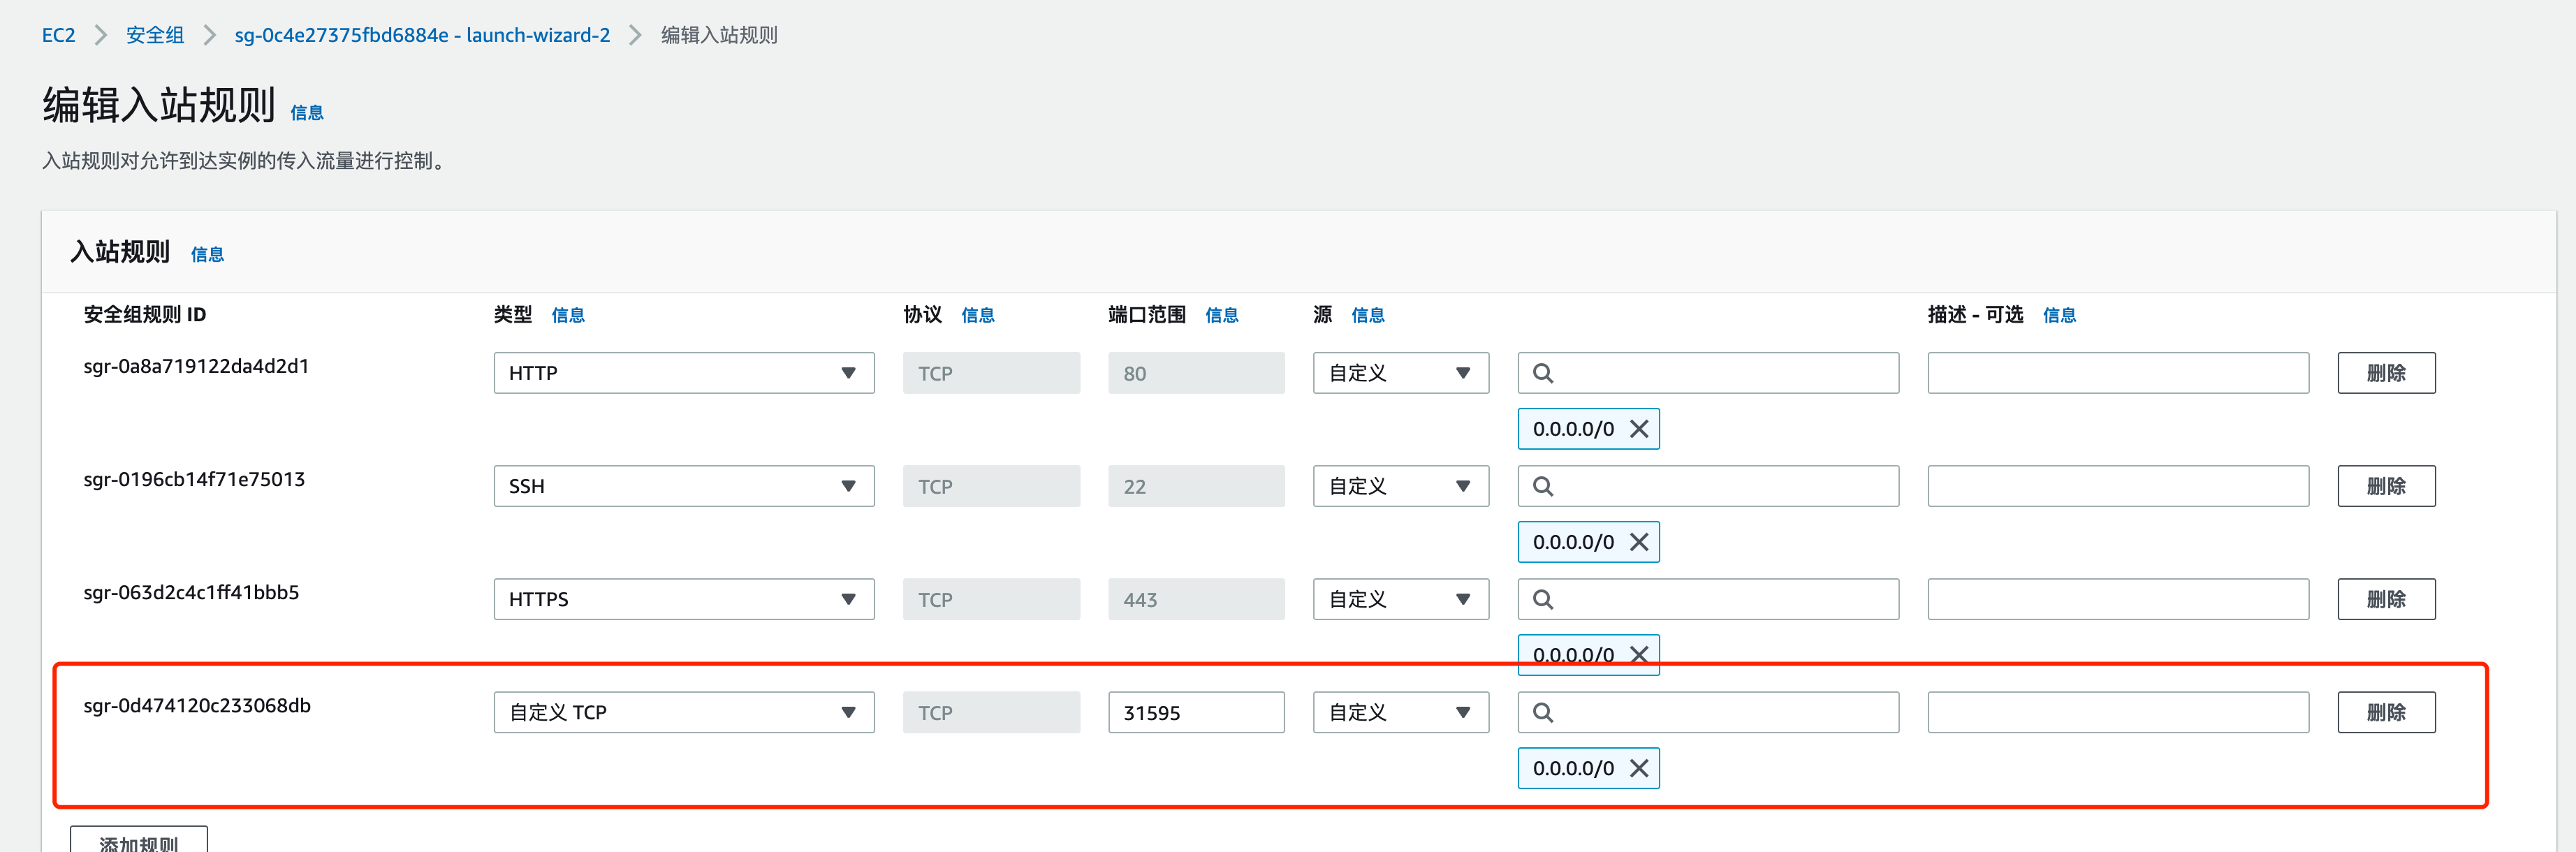 EC2 > 安全组 > sg-0c4e27375fbd6884e - launch-wizard-2 > 编辑入站规则
编辑入站规则 信息
入站规则对允许到达实例的传入流量进行控制。
入站规则 信息
安全组规则 ID 类型 信息 协议 信息 端口范围 信息 源 信息 描述 - 可选 信息
sgr-0a8a719122da4d2d1 HTTP TCP 80 自定义 删除
0.0.0.0/0
sgr-0196cb14f71e75013 SSH TCP 22 自定义 删除
0.0.0.0/0
sgr-063d2c4c1ff41bbb5 HTTPS TCP 443 自定义 删除
0.0.0.0/0
sgr-0d474120c233068db 自定义 TCP TCP 31595 自定义 删除
0.0.0.0/0
添加规则